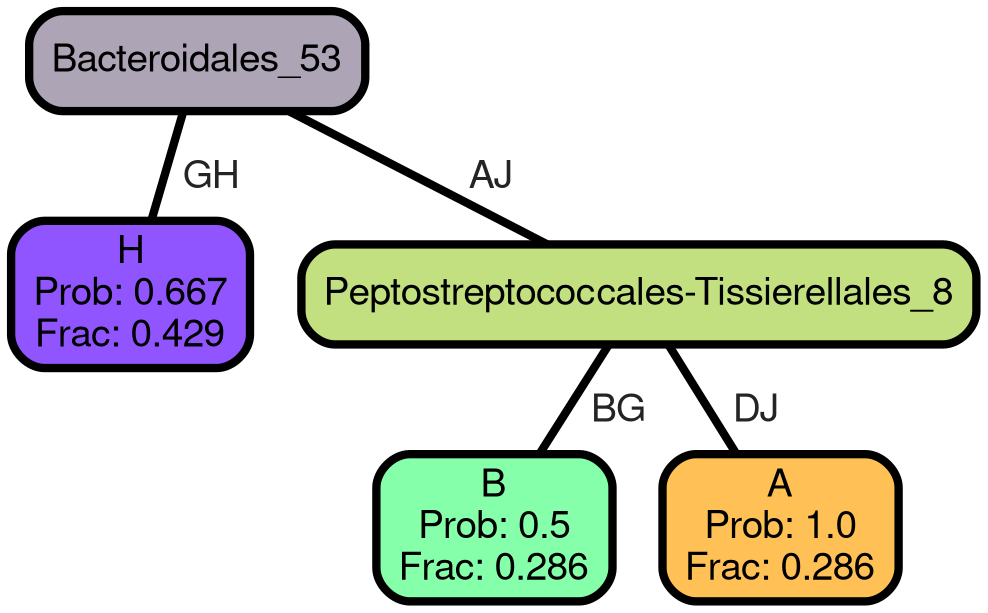 Bacteroidales_53
GH
AJ
H
Prob: 0.667
Frac: 0.429
Peptostreptococcales-Tissierellales_8
BG
DJ
B
Prob: 0.5
Frac: 0.286
A
Prob: 1.0
Frac: 0.286